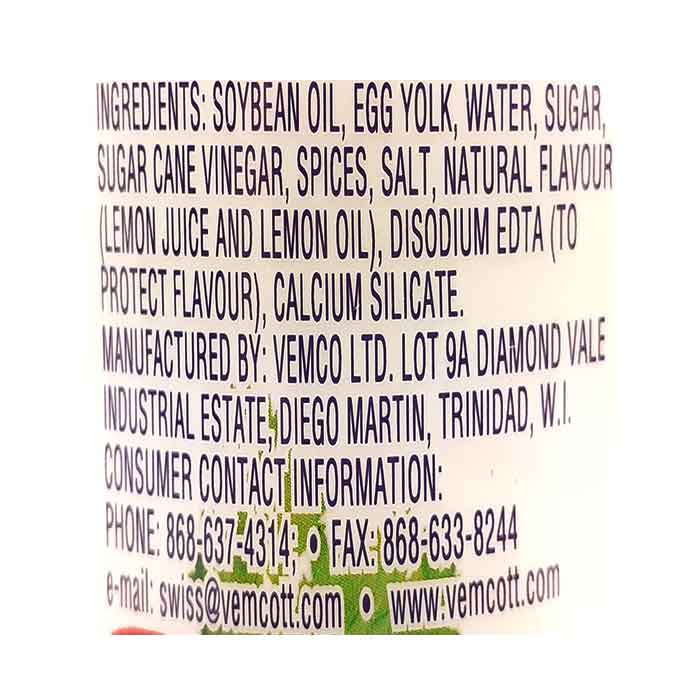 INGREDIENTS: SOYBEAN OIL, EGG YOLK, WATER, SUGAR,
SUGAR CANE VINEGAR, SPICES, SALT, NATURAL FLAVOUR
(LEMON JUICE AND LEMON OIL), DISODIUM EDTA (TO
PROTECT FLAVOUR), CALCIUM SILICATE.
MANUFACTURED BY: VEMCO LTD. LOT 9A DIAMOND VALE
INDUSTRIAL ESTATE, DIEGO MARTIN, TRINIDAD, W.I.
CONSUMER CONTACT INFORMATION:
PHONE: 868-637-4314; • FAX: 868-633-8244
e-mail: swiss@vemcott.com • www.vemcott.com